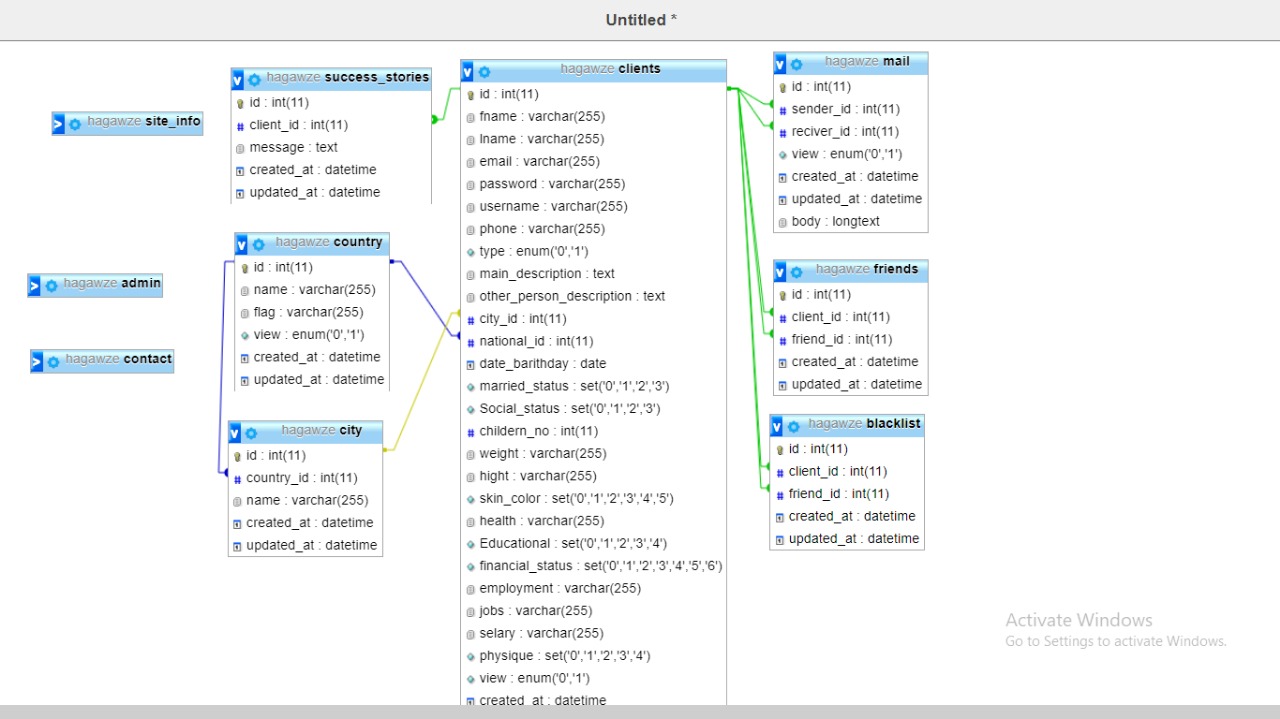 Untitled *
hagawze site_info
hagawze admin
hagawze contact
hagawze success_stories
id : int(11)
client_id : int(11)
message : text
created_at : datetime
updated_at : datetime
hagawze country
id : int(11)
name : varchar(255)
flag : varchar(255)
view : enum('0','1')
created_at : datetime
updated_at : datetime
hagawze city
id : int(11)
country_id : int(11)
name : varchar(255)
created_at : datetime
updated_at : datetime
hagawze clients
id : int(11)
fname : varchar(255)
lname : varchar(255)
email : varchar(255)
password : varchar(255)
username : varchar(255)
phone : varchar(255)
type : enum('0','1')
main_description : text
other_person_description : text
city_id : int(11)
national_id : int(11)
date_barithday : date
married_status : set('0','1','2','3')
Social_status : set('0','1','2','3')
childern_no : int(11)
weight : varchar(255)
hight : varchar(255)
skin_color : set('0','1','2','3','4','5')
health : varchar(255)
Educational : set('0','1','2','3','4')
financial_status : set('0','1','2','3','4','5','6')
employment : varchar(255)
jobs : varchar(255)
selary : varchar(255)
physique : set('0','1','2','3','4')
view : enum('0','1')
created_at : datetime
hagawze mail
id : int(11)
sender_id : int(11)
reciver_id : int(11)
view : enum('0','1')
created_at : datetime
updated_at : datetime
body : longtext
hagawze friends
id : int(11)
client_id : int(11)
friend_id : int(11)
created_at : datetime
updated_at : datetime
hagawze blacklist
id : int(11)
client_id : int(11)
friend_id : int(11)
created_at : datetime
updated_at : datetime
Activate Windows
Go to Settings to activate Windows.